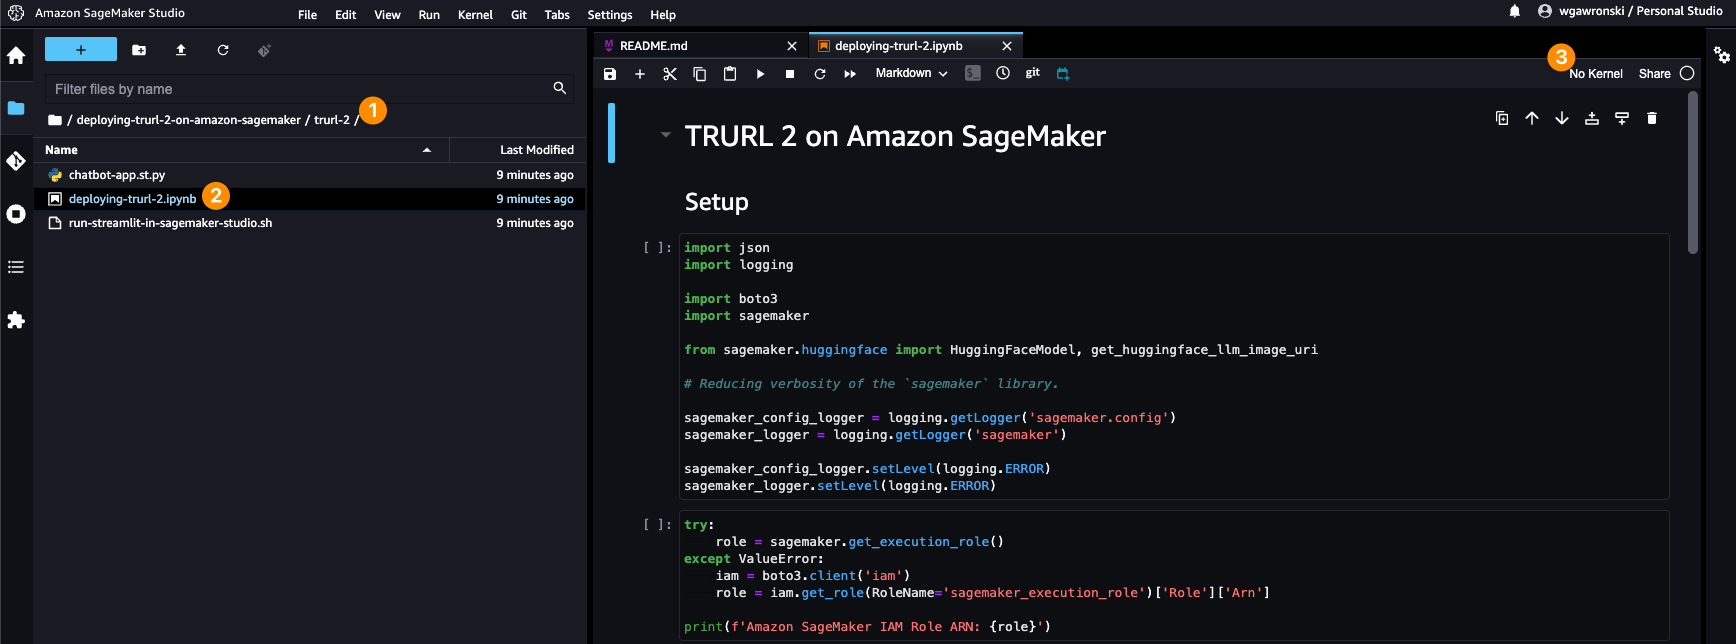 Amazon SageMaker Studio
File Edit View Run Kernel Git Tabs Settings Help
wgawronski / Personal Studio
+
Filter files by name
/ deploying-trurl-2-on-amazon-sagemaker / trurl-2 /
1
Name Last Modified
chatbot-app.st.py 9 minutes ago
deploying-trurl-2.ipynb 2 9 minutes ago
run-streamlit-in-sagemaker-studio.sh 9 minutes ago
README.md
deploying-trurl-2.ipynb
Markdown
git
3
No Kernel
Share
TRURL 2 on Amazon SageMaker
Setup
[ ]:
import json
import logging
import boto3
import sagemaker
from sagemaker.huggingface import HuggingFaceModel, get_huggingface_llm_image_uri
# Reducing verbosity of the `sagemaker` library.
sagemaker_config_logger = logging.getLogger('sagemaker.config')
sagemaker_logger = logging.getLogger('sagemaker')
sagemaker_config_logger.setLevel(logging.ERROR)
sagemaker_logger.setLevel(logging.ERROR)
[ ]:
try:
role = sagemaker.get_execution_role()
except ValueError:
iam = boto3.client('iam')
role = iam.get_role(RoleName='sagemaker_execution_role')['Role']['Arn']
print(f'Amazon SageMaker IAM Role ARN: {role}')